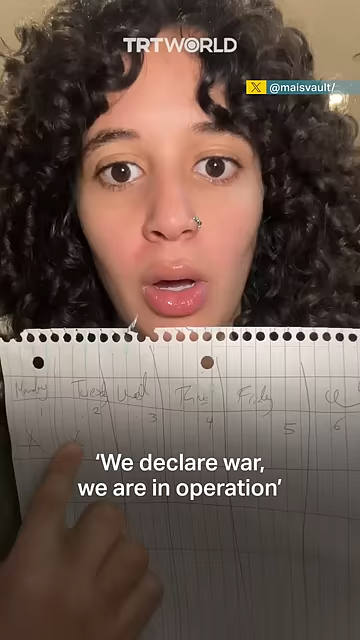 TRTWORLD
X @maisvault/
Monday Tuesd Wed Thurs Friday
1 2 3 4 5 6
'We declare war,
we are in operation'